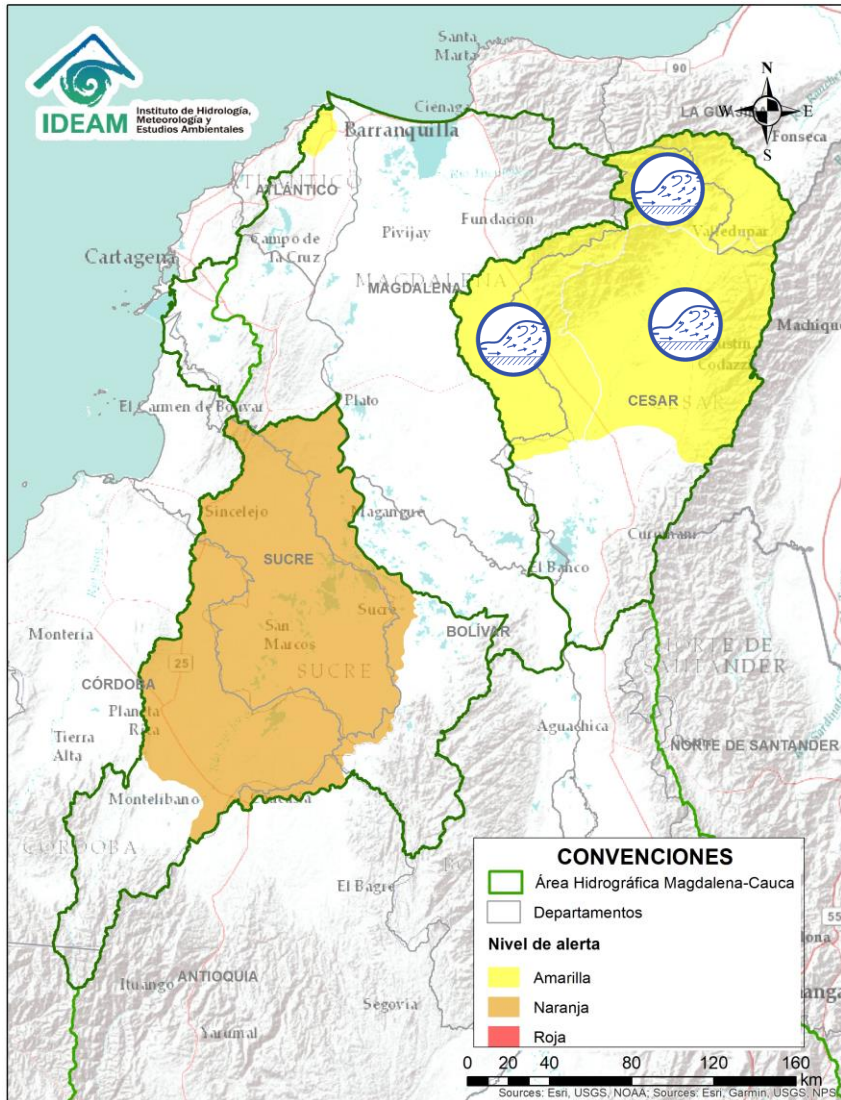 IDEAM
Instituto de Hidrología,
Meteorología y
Estudios Ambientales
Santa
Marta
90
N
W
E
S
LA GUAJIRA
Fonseca
Ciénaga
Barranquilla
ATLÁNTICO
ATLÁNTICO
Campo de
la Cruz
Pivijay
Fundación
Valledupar
Cartagena
MAGDALENA
MAGDALENA
Machique
Codazzi
CESAR
CESAR
El Carmen de Bolívar
Plato
Sincelejo
Magangué
Curumaní
SUCRE
El Banco
Sucre
Montería
San
Marcos
BOLÍVAR
NORTE DE
SANTANDER
25
SUCRE
CÓRDOBA
Planeta
Rica
Aguachica
Tierra
Alta
NORTE DE SANTANDER
Montelíbano
CÓRDOBA
El Bagre
Ituango
ANTIOQUIA
Segovia
Yarumal
55
CONVENCIONES
Área Hidrográfica Magdalena-Cauca
Departamentos
Nivel de alerta
Amarilla
Naranja
Roja
0 20 40 80 120 160
km
Sources: Esri, USGS, NOAA; Sources: Esri, Garmin, USGS, NPS